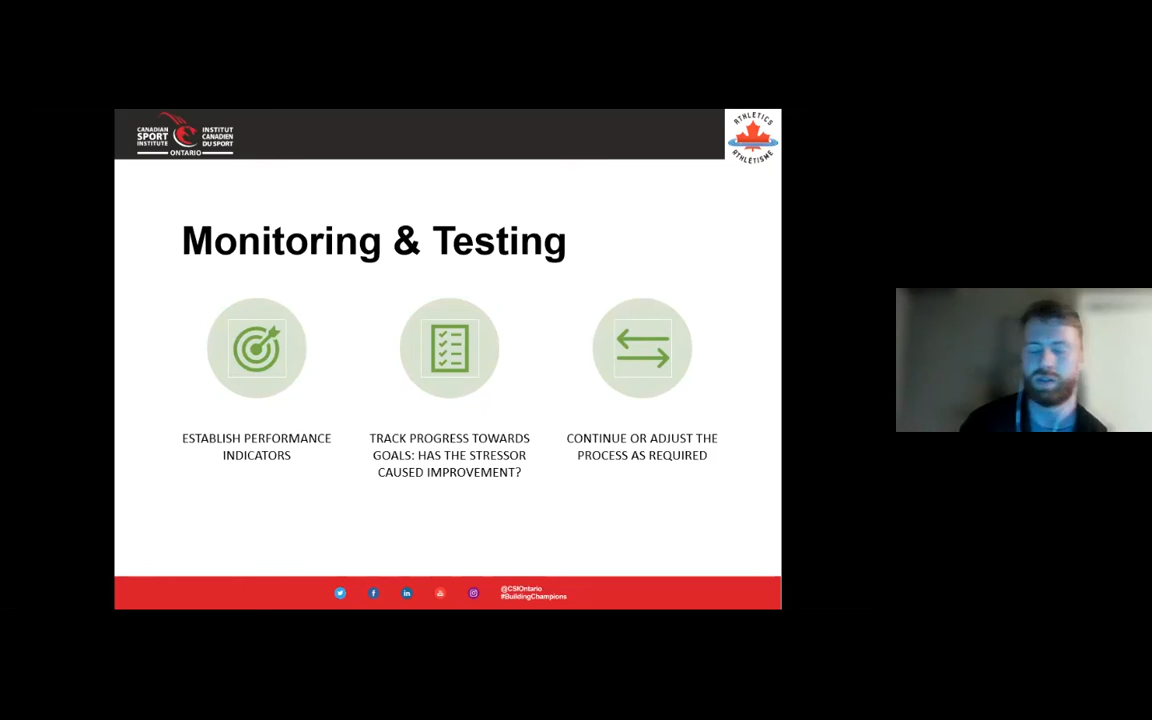 CANADIAN
SPORT
INSTITUTE
INSTITUT
CANADIEN
DU SPORT
ONTARIO
ATHLETICS
ATHLÉTISME
Monitoring & Testing
ESTABLISH PERFORMANCE
INDICATORS
TRACK PROGRESS TOWARDS
GOALS: HAS THE STRESSOR
CAUSED IMPROVEMENT?
CONTINUE OR ADJUST THE
PROCESS AS REQUIRED
@CSIOntario
#BuildingChampions